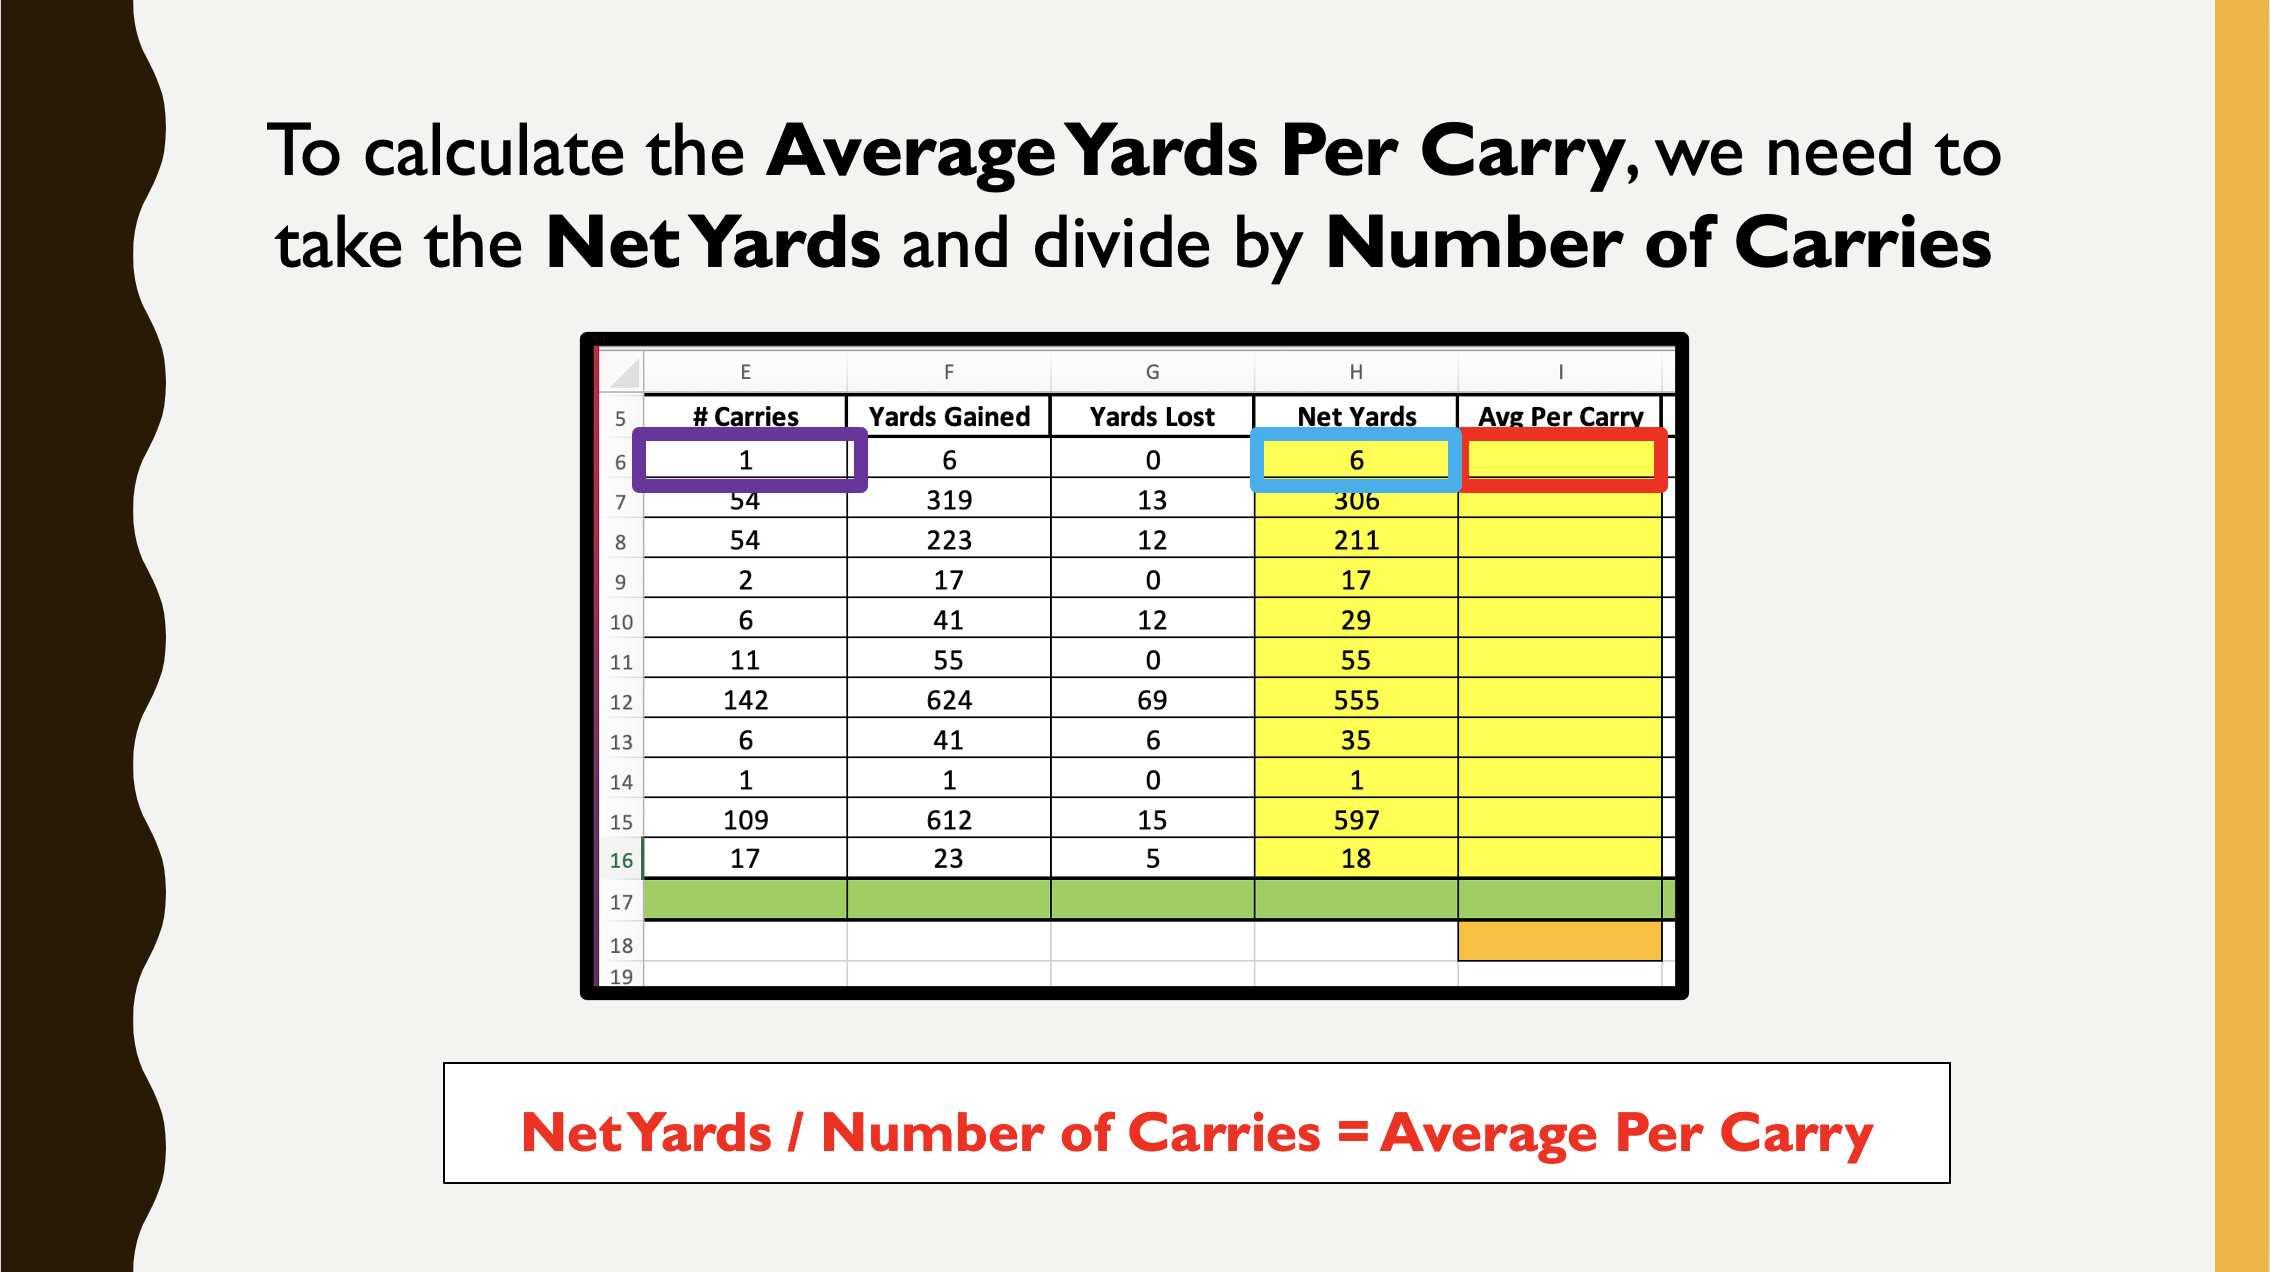 To calculate the Average Yards Per Carry, we need to
take the Net Yards and divide by Number of Carries
E F G H I
5 # Carries Yards Gained Yards Lost Net Yards Avg Per Carry
6 1 6 0 6
7 54 319 13 306
8 54 223 12 211
9 2 17 0 17
10 6 41 12 29
11 11 55 0 55
12 142 624 69 555
13 6 41 6 35
14 1 1 0 1
15 109 612 15 597
16 17 23 5 18
17
18
19
Net Yards / Number of Carries = Average Per Carry